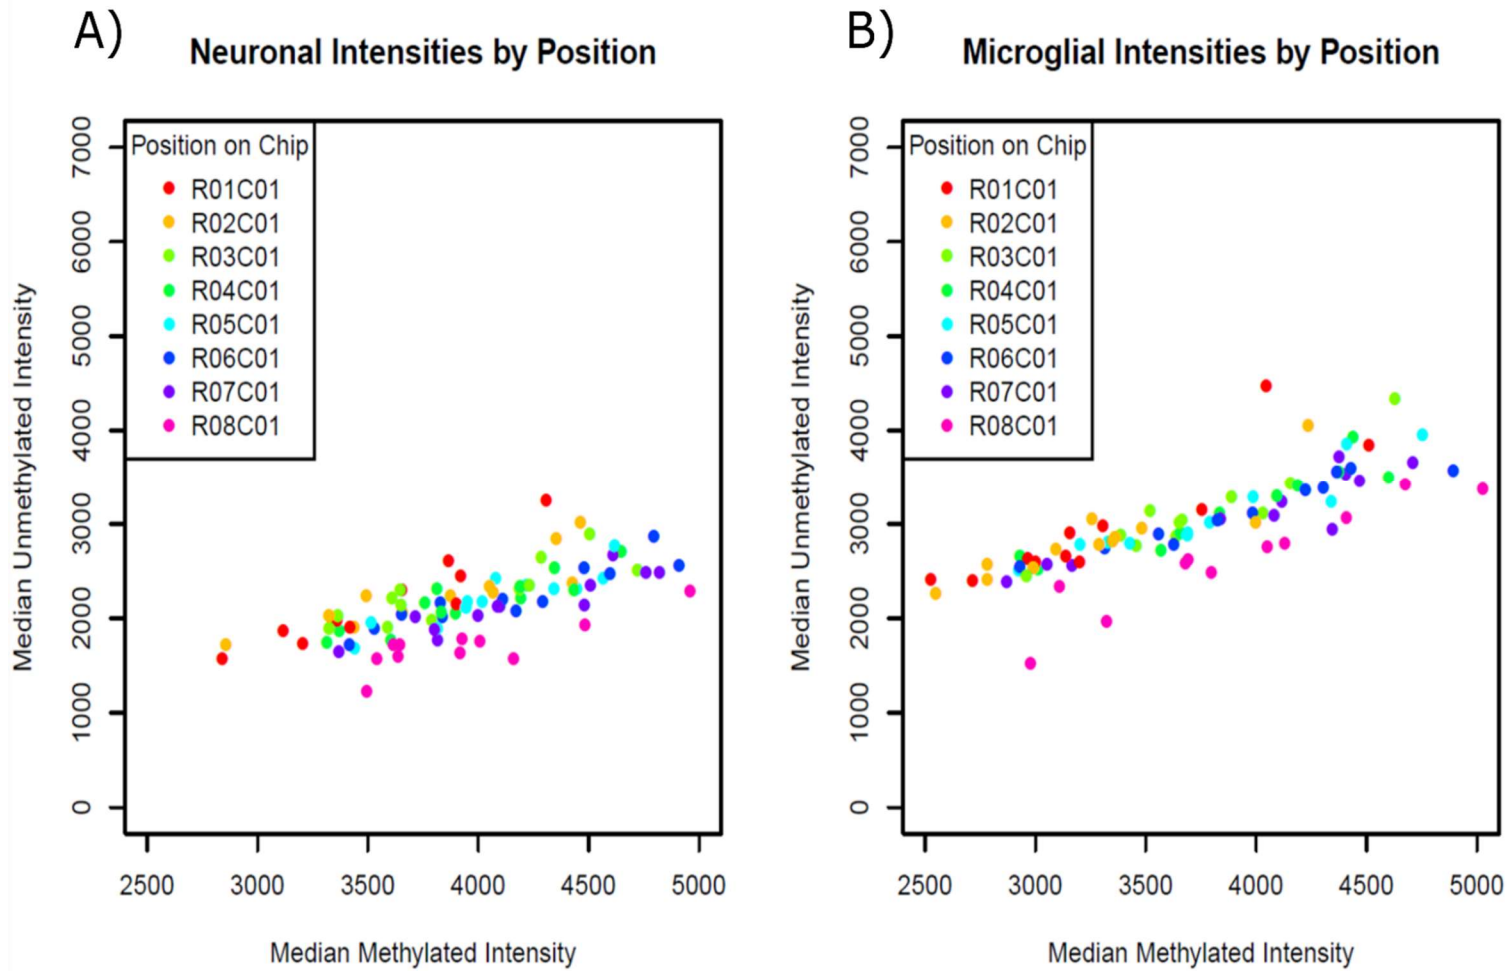 A)
Neuronal Intensities by Position
Median Unmethylated Intensity
7000
6000
5000
4000
3000
2000
1000
0
Position on Chip
R01C01
R02C01
R03C01
R04C01
R05C01
R06C01
R07C01
R08C01
2500 3000 3500 4000 4500 5000
Median Methylated Intensity
B)
Microglial Intensities by Position
Median Unmethylated Intensity
7000
6000
5000
4000
3000
2000
1000
0
Position on Chip
R01C01
R02C01
R03C01
R04C01
R05C01
R06C01
R07C01
R08C01
2500 3000 3500 4000 4500 5000
Median Methylated Intensity